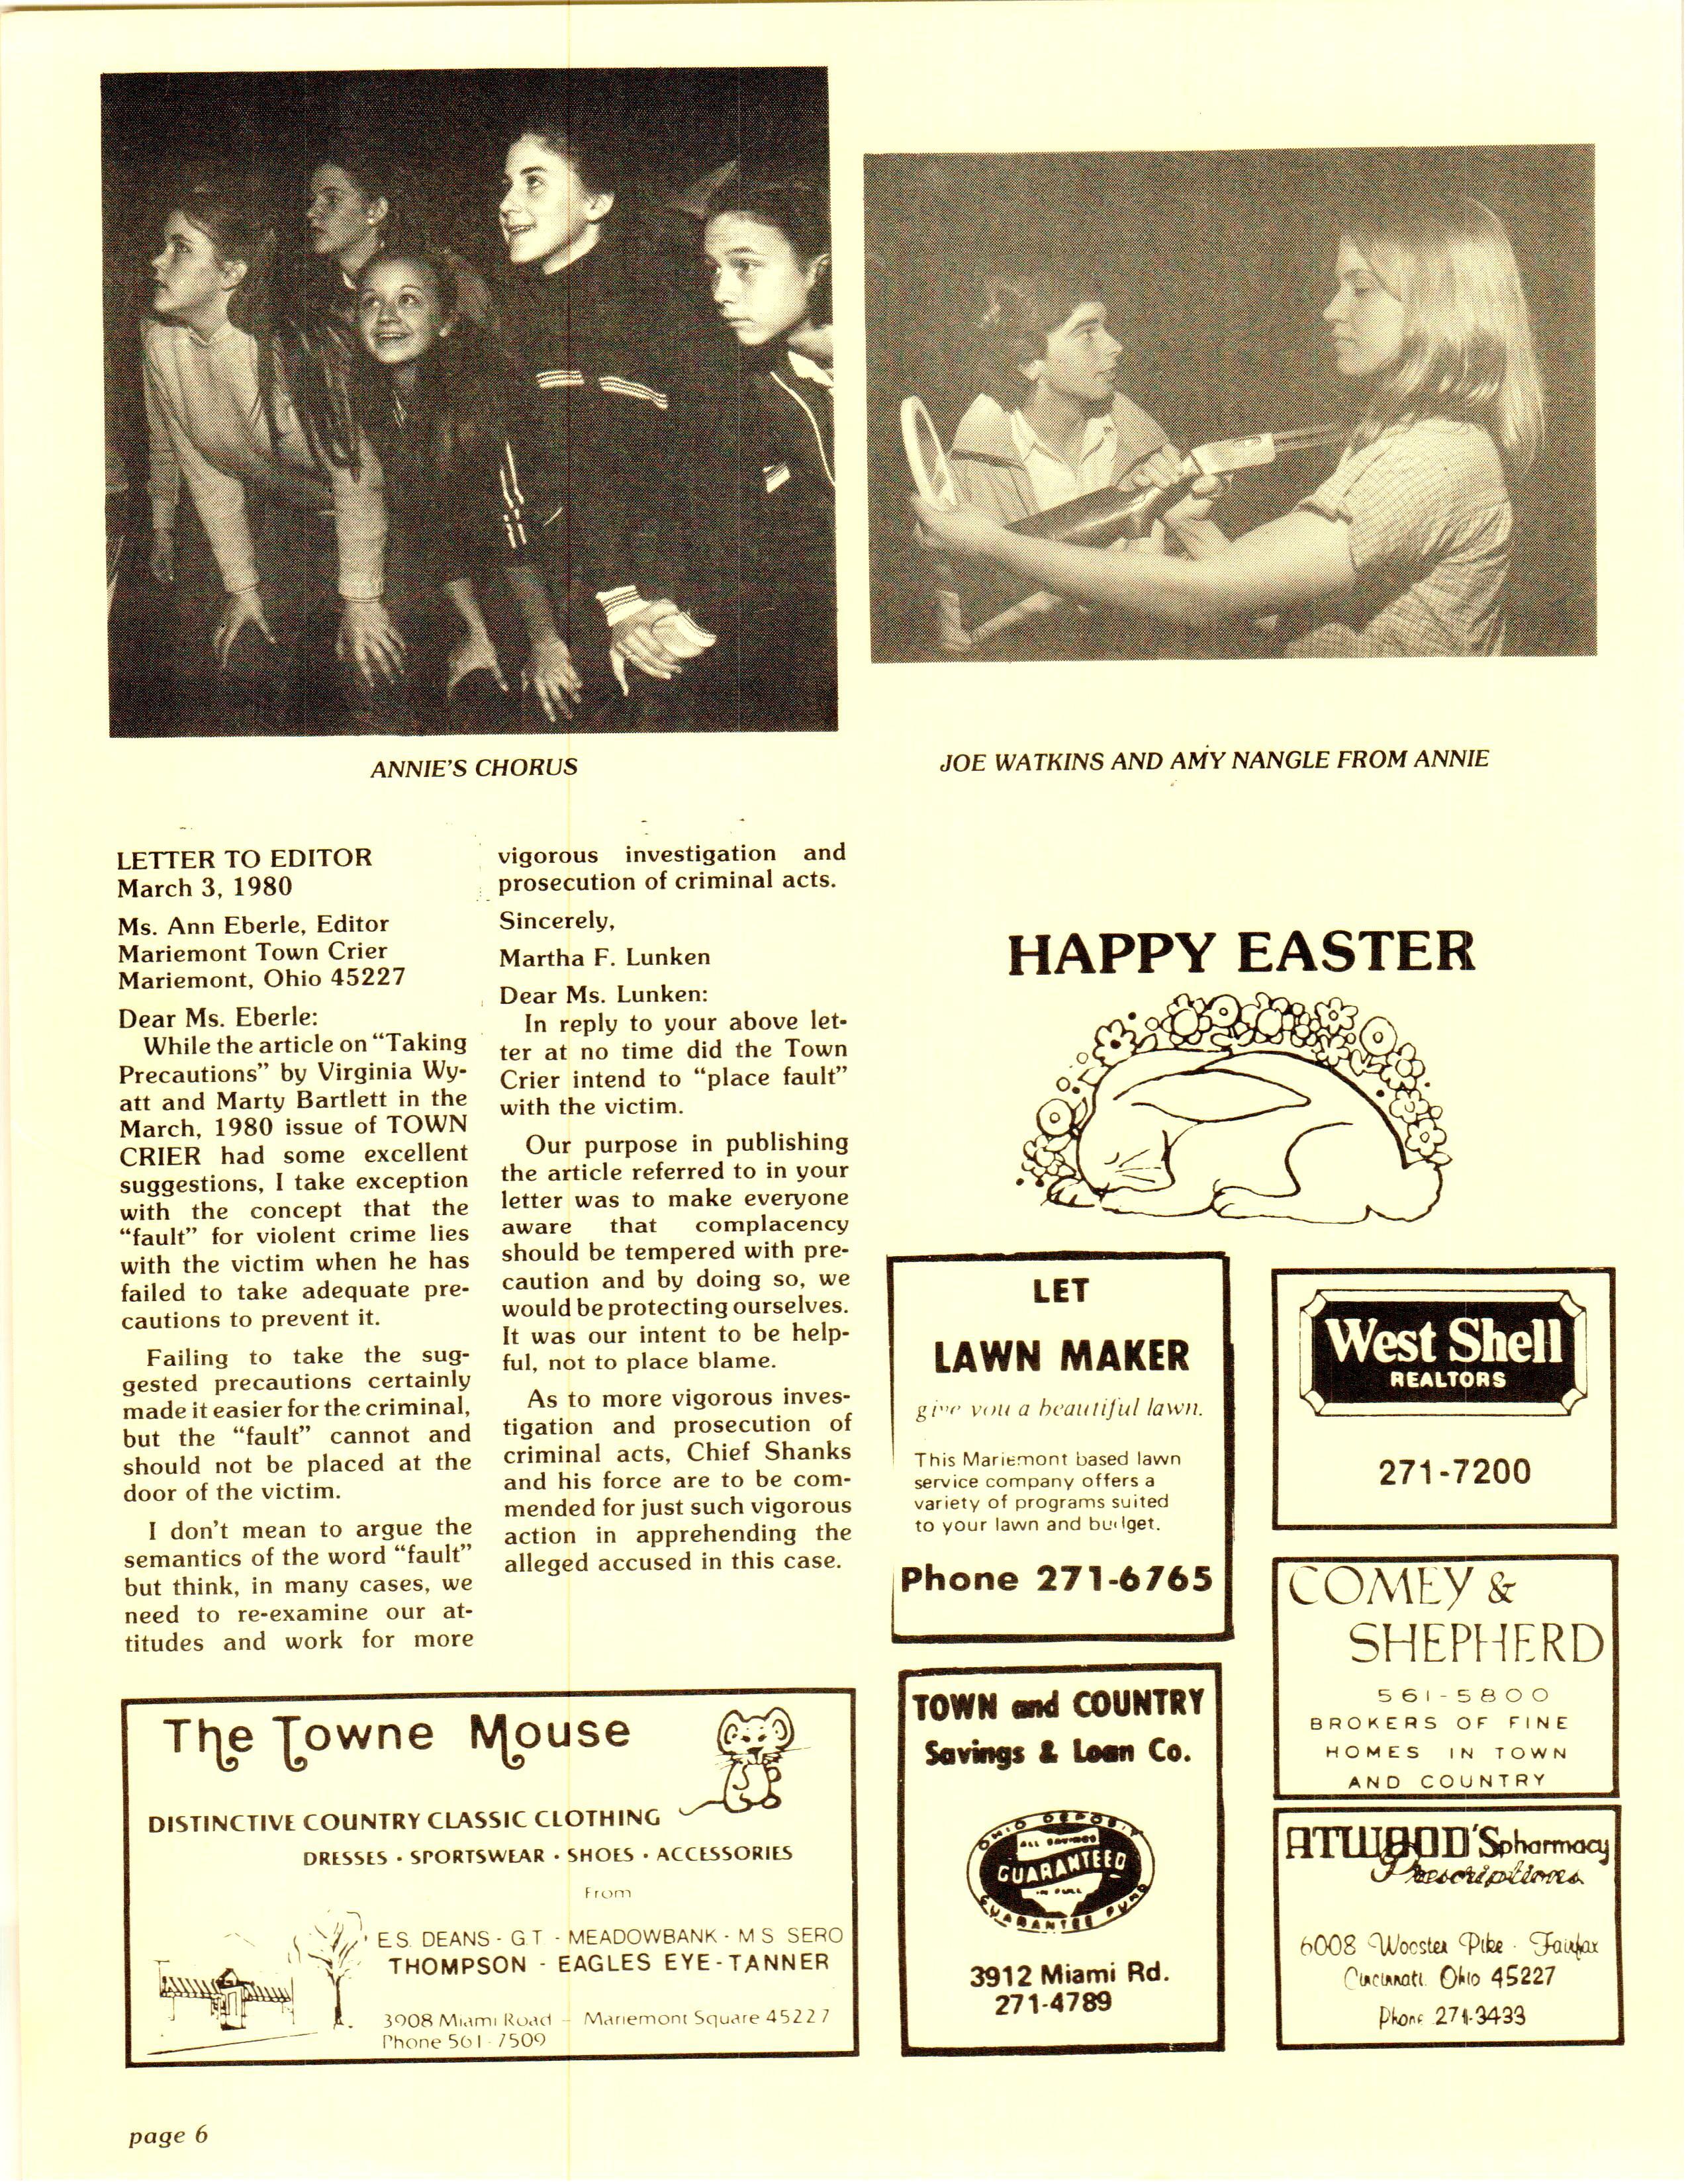 ANNIE'S CHORUS
JOE WATKINS AND AMY NANGLE FROM ANNIE
LETTER TO EDITOR
March 3, 1980
Ms. Ann Eberle, Editor
Mariemont Town Crier
Mariemont, Ohio 45227
Dear Ms. Eberle:
While the article on "Taking
Precautions" by Virginia Wy-
att and Marty Bartlett in the
March, 1980 issue of TOWN
CRIER had some excellent
suggestions, I take exception
with the concept that the
"fault" for violent crime lies
with the victim when he has
failed to take adequate pre-
cautions to prevent it.
Failing to take the sug-
gested precautions certainly
made it easier for the criminal,
but the "fault" cannot and
should not be placed at the
door of the victim.
I don't mean to argue the
semantics of the word "fault"
but think, in many cases, we
need to re-examine our at-
titudes and work for more
vigorous investigation and
prosecution of criminal acts.
Sincerely,
Martha F. Lunken
Dear Ms. Lunken:
In reply to your above let-
ter at no time did the Town
Crier intend to "place fault"
with the victim.
Our purpose in publishing
the article referred to in your
letter was to make everyone
aware that complacency
should be tempered with pre-
caution and by doing so, we
would be protecting ourselves.
It was our intent to be help-
ful, not to place blame.
As to more vigorous inves-
tigation and prosecution of
criminal acts, Chief Shanks
and his force are to be com-
mended for just such vigorous
action in apprehending the
alleged accused in this case.
HAPPY EASTER
LET
LAWN MAKER
give you a beautiful lawn.
This Mariemont based lawn
service company offers a
variety of programs suited
to your lawn and budget.
Phone 271-6765
West Shell
REALTORS
271-7200
COMEY &
SHEPHERD
561-5800
BROKERS OF FINE
HOMES IN TOWN
AND COUNTRY
The Towne Mouse
DISTINCTIVE COUNTRY CLASSIC CLOTHING
DRESSES · SPORTSWEAR · SHOES · ACCESSORIES
From
E.S. DEANS - G.T - MEADOWBANK - M S SERO
THOMPSON - EAGLES EYE - TANNER
3908 Miami Road – Mariemont Square 45227
Phone 561-7509
TOWN and COUNTRY
Savings & Loan Co.
OHIO DEPOSIT
ALL SAVINGS
GUARANTEED
IN FULL
GUARANTEE FUND
3912 Miami Rd.
271-4789
ATWOOD'S pharmacy
Prescriptions
6008 Wooster Pike - Fairfax
Cincinnati. Ohio 45227
Phone 271-3433
page 6